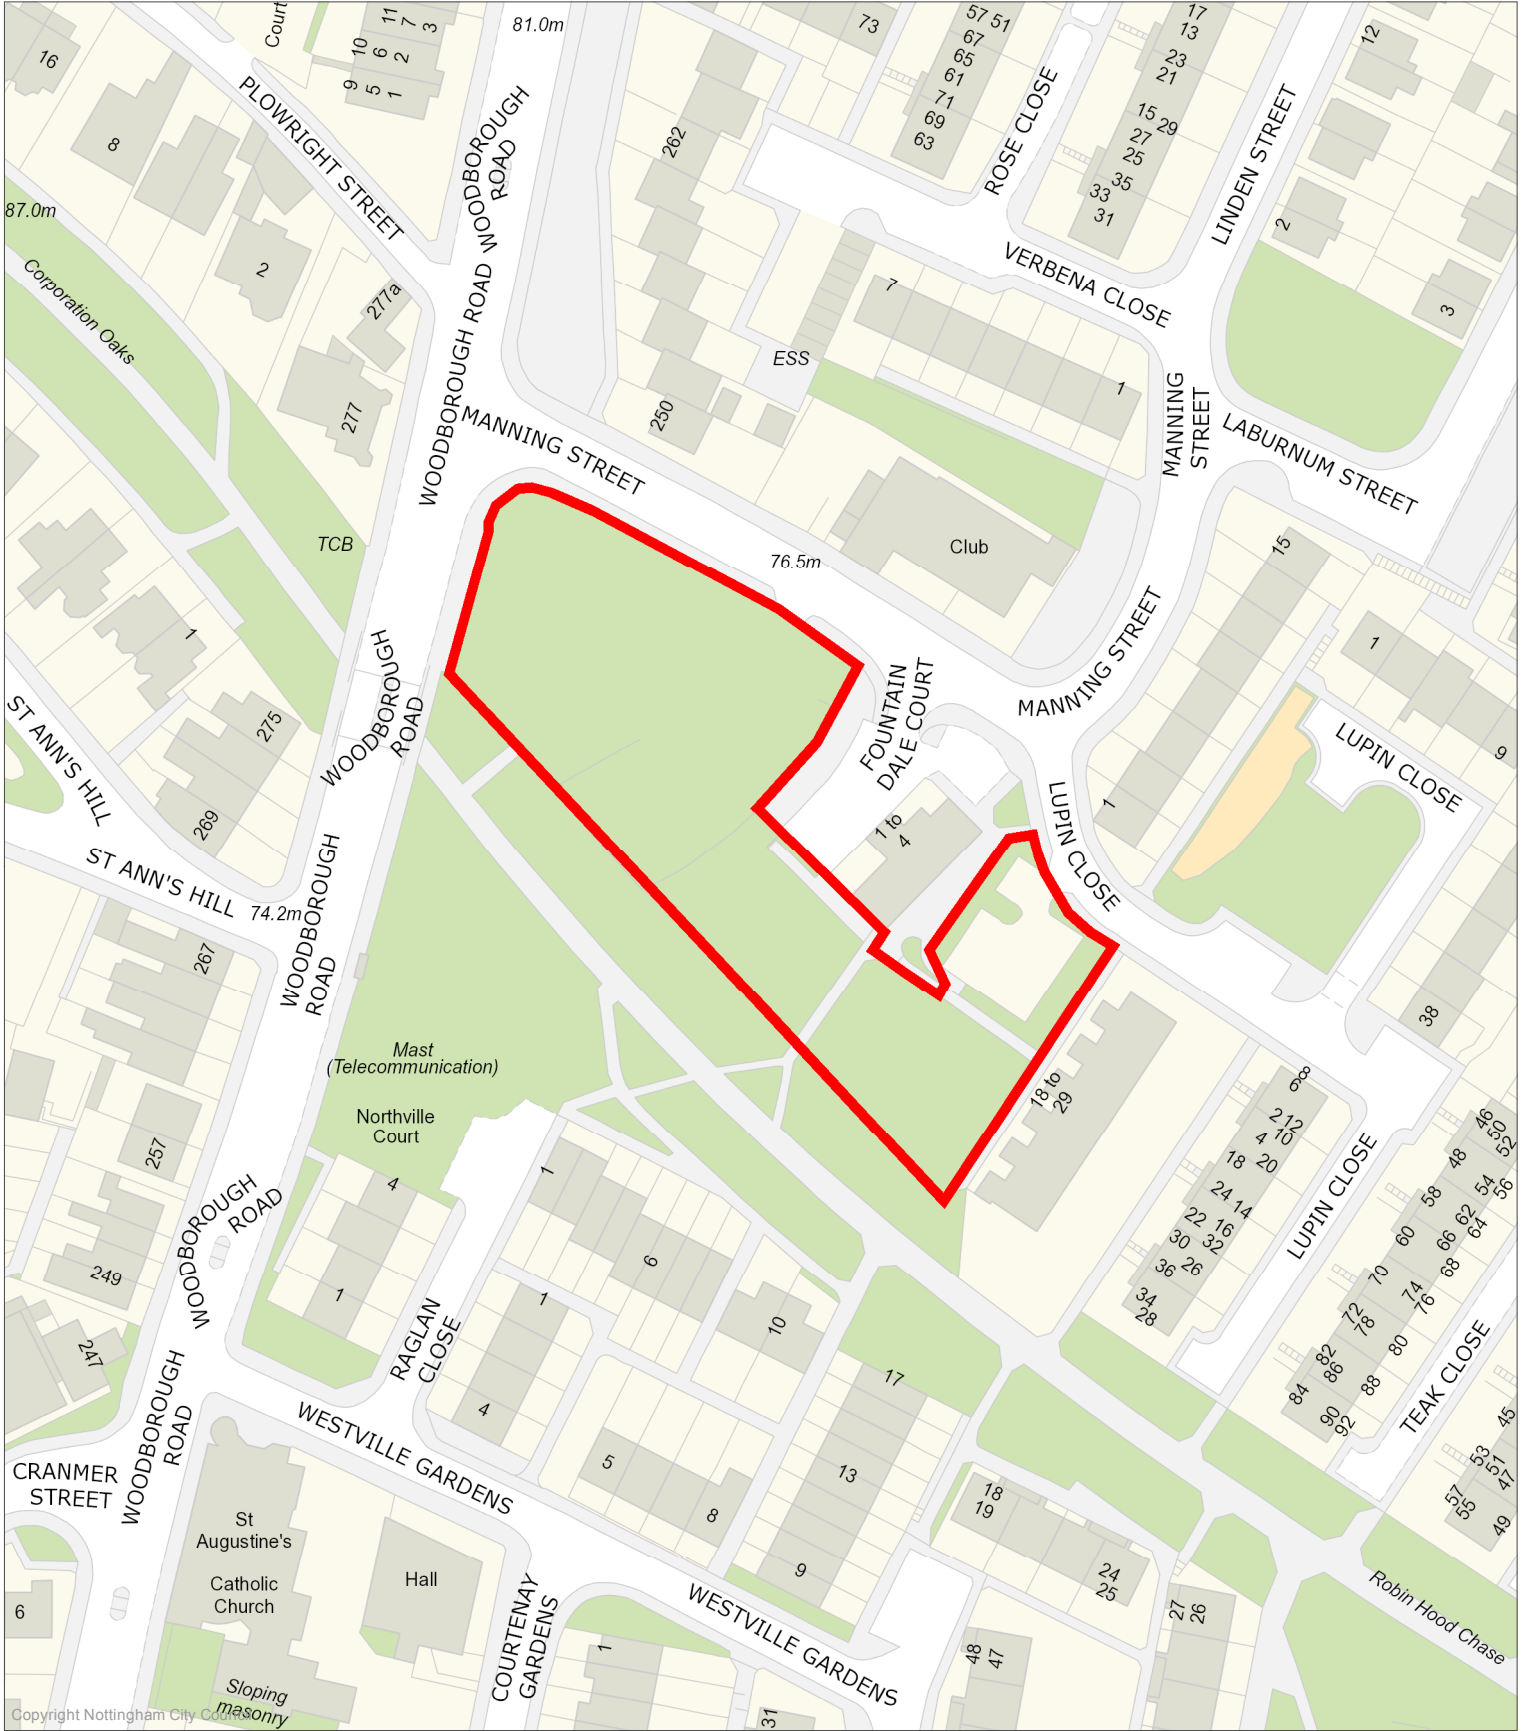 16
8
2
87.0m
Corporation Oaks
PLOWRIGHT STREET
Court
11
7
3
10
6
2
9
5
1
81.0m
WOODBOROUGH
ROAD
WOODBOROUGH ROAD
277a
277
262
250
73
57 51
67
65
61
71
69
63
ROSE CLOSE
17
13
23
21
15 29
27
25
35
33
31
LINDEN STREET
12
2
3
VERBENA CLOSE
7
1
ESS
MANNING STREET
WOODBOROUGH ROAD
MANNING
STREET
LABURNUM STREET
TCB
Club
76.5m
15
1
1
275
269
ST ANN'S HILL
ST ANN'S HILL
74.2m
WOODBOROUGH
ROAD
WOODBOROUGH
ROAD
FOUNTAIN
DALE COURT
MANNING STREET
1 to
4
LUPIN CLOSE
1
LUPIN CLOSE
9
38
267
WOODBOROUGH
ROAD
Mast
(Telecommunication)
Northville
Court
18 to
29
257
249
247
WOODBOROUGH
ROAD
4
1
1
6
10
1
4
RAGLAN
CLOSE
6 8
2 12
4 10
18 20
24 14
22 16
30 32
36 26
34
28
LUPIN CLOSE
46
50
52
48
54
56
58
62
64
60
66
68
70
74
76
72
78
80
82
86
88
84
90
92
TEAK CLOSE
45
53
51
47
57
55
49
17
13
9
5
8
WESTVILLE GARDENS
CRANMER
STREET
WOODBOROUGH
ROAD
St
Augustine's
Catholic
Church
Hall
6
Sloping
masonry
COURTENAY
GARDENS
1
31
WESTVILLE GARDENS
18
19
24
25
27
26
48
47
Robin Hood Chase
Copyright Nottingham City Council